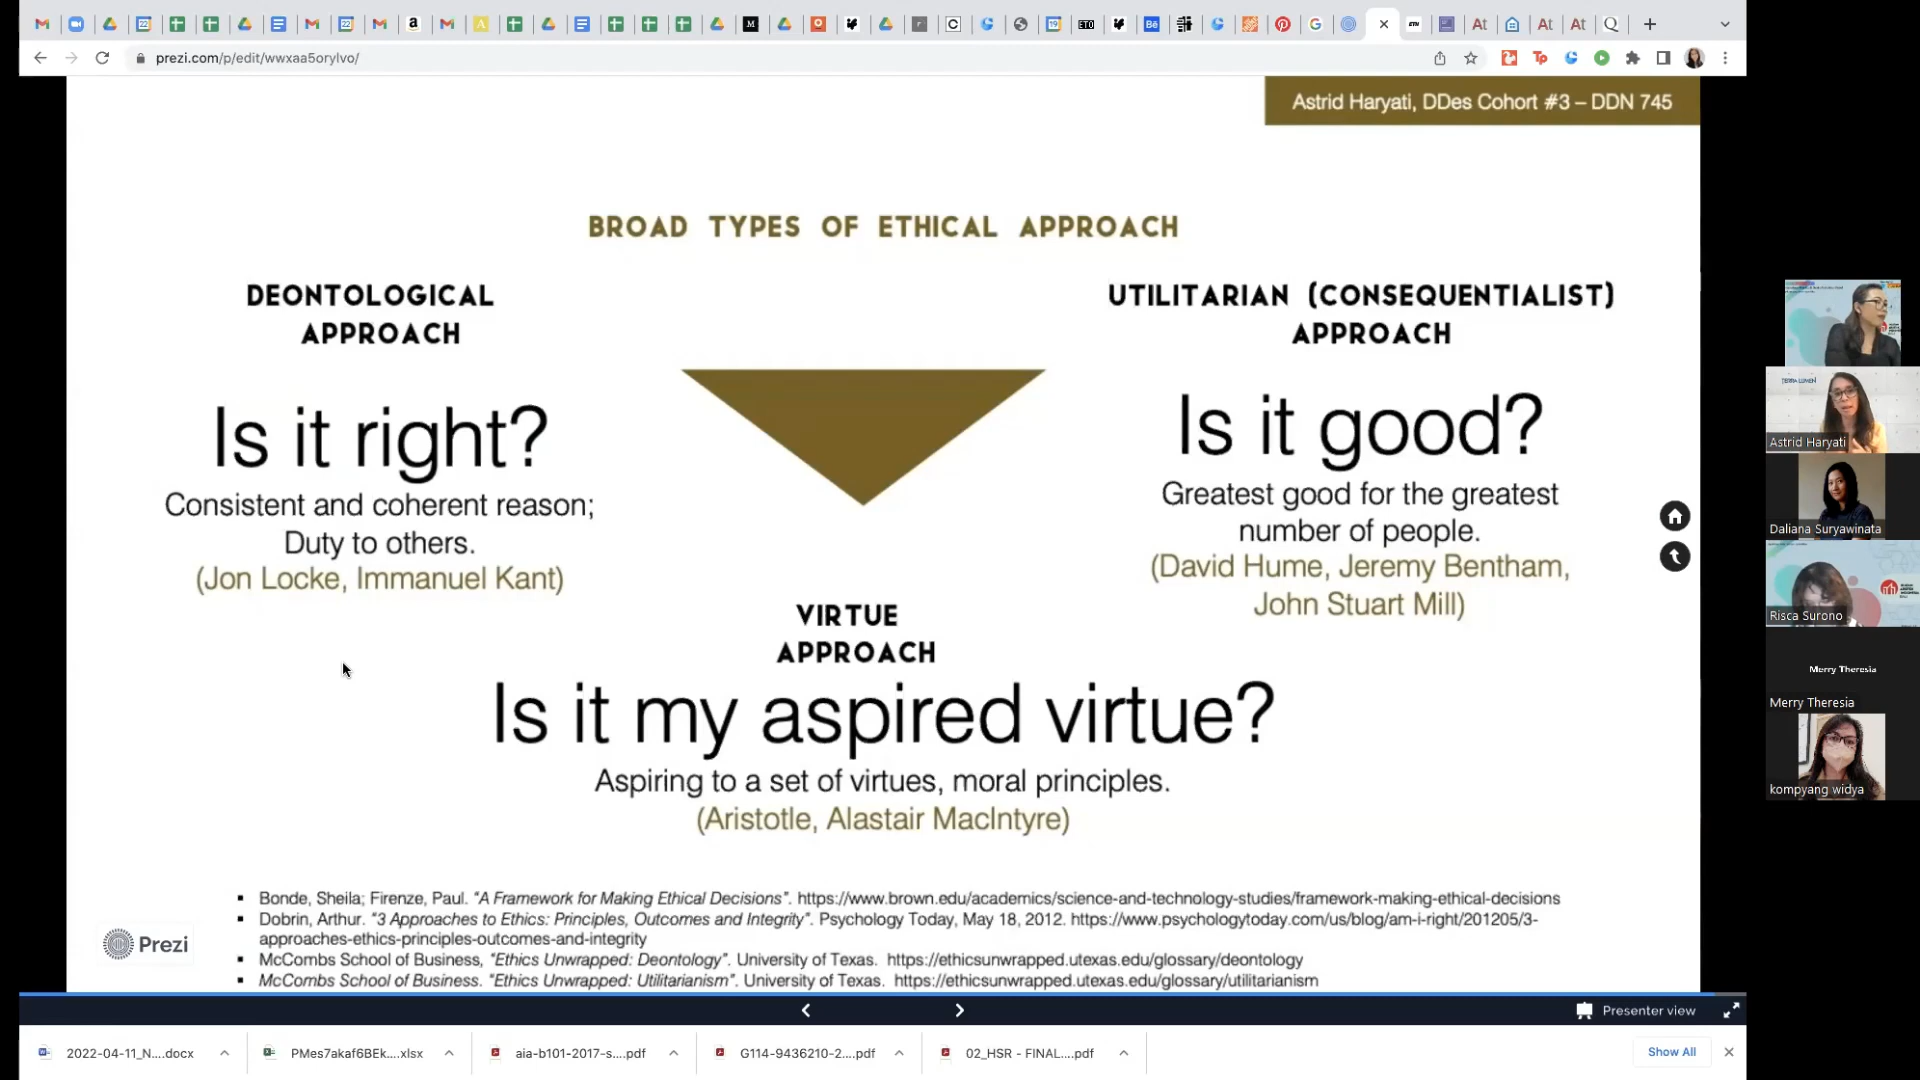 prezi.com/p/edit/wwxaa5orylvo/
Astrid Haryati, DDes Cohort #3 – DDN 745
BROAD TYPES OF ETHICAL APPROACH
DEONTOLOGICAL
APPROACH
Is it right?
Consistent and coherent reason;
Duty to others.
(Jon Locke, Immanuel Kant)
UTILITARIAN (CONSEQUENTIALIST)
APPROACH
Is it good?
Greatest good for the greatest
number of people.
(David Hume, Jeremy Bentham,
John Stuart Mill)
VIRTUE
APPROACH
Is it my aspired virtue?
Aspiring to a set of virtues, moral principles.
(Aristotle, Alastair MacIntyre)
▪ Bonde, Sheila; Firenze, Paul. “A Framework for Making Ethical Decisions”. https://www.brown.edu/academics/science-and-technology-studies/framework-making-ethical-decisions
▪ Dobrin, Arthur. “3 Approaches to Ethics: Principles, Outcomes and Integrity”. Psychology Today, May 18, 2012. https://www.psychologytoday.com/us/blog/am-i-right/201205/3-
approaches-ethics-principles-outcomes-and-integrity
▪ McCombs School of Business, “Ethics Unwrapped: Deontology”. University of Texas. https://ethicsunwrapped.utexas.edu/glossary/deontology
▪ McCombs School of Business. “Ethics Unwrapped: Utilitarianism”. University of Texas. https://ethicsunwrapped.utexas.edu/glossary/utilitarianism
Prezi
Presenter view
2022-04-11_N....docx
PMes7akaf6BEk....xlsx
aia-b101-2017-s....pdf
G114-9436210-2....pdf
02_HSR - FINAL....pdf
Show All
TERRA LUMEN
Astrid Haryati
Daliana Suryawinata
Risca Surono
Merry Theresia
Merry Theresia
kompyang widya